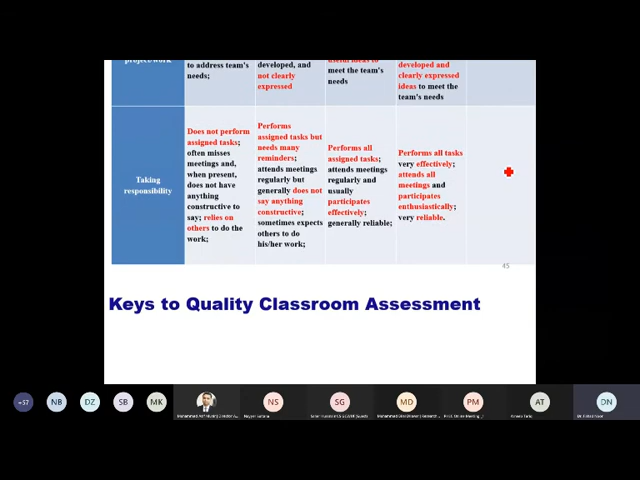 project/work
to address team's
needs;
developed, and
not clearly
expressed
useful ideas to
meet the team's
needs
developed and
clearly expressed
ideas to meet the
team's needs
Taking
responsibility
Does not perform
assigned tasks;
often misses
meetings and,
when present,
does not have
anything
constructive to
say; relies on
others to do the
work;
Performs
assigned tasks but
needs many
reminders;
attends meetings
regularly but
generally does not
say anything
constructive;
sometimes expects
others to do
his/her work;
Performs all
assigned tasks;
attends meetings
regularly and
usually
participates
effectively;
generally reliable;
Performs all tasks
very effectively;
attends all
meetings and
participates
enthusiastically;
very reliable.
45
Keys to Quality Classroom Assessment
+57
NB
DZ
SB
MK
NS
SG
MD
PM
AT
DN